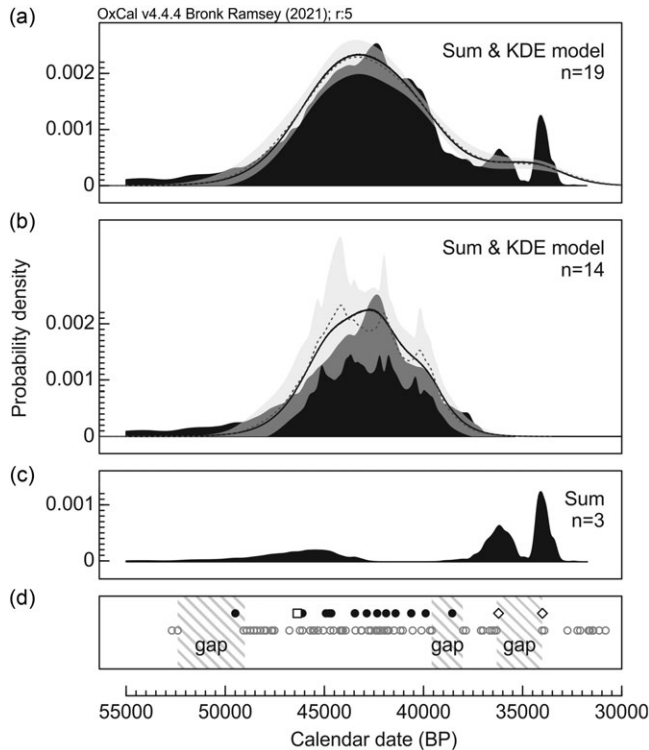 (a) OxCal v4.4.4 Bronk Ramsey (2021); r:5
Sum & KDE model
n=19
0.002
0.001
0
(b)
Sum & KDE model
n=14
0.002
0.001
0
Probability density
(c)
Sum
n=3
0.001
0
(d)
gap gap gap
55000 50000 45000 40000 35000 30000
Calendar date (BP)